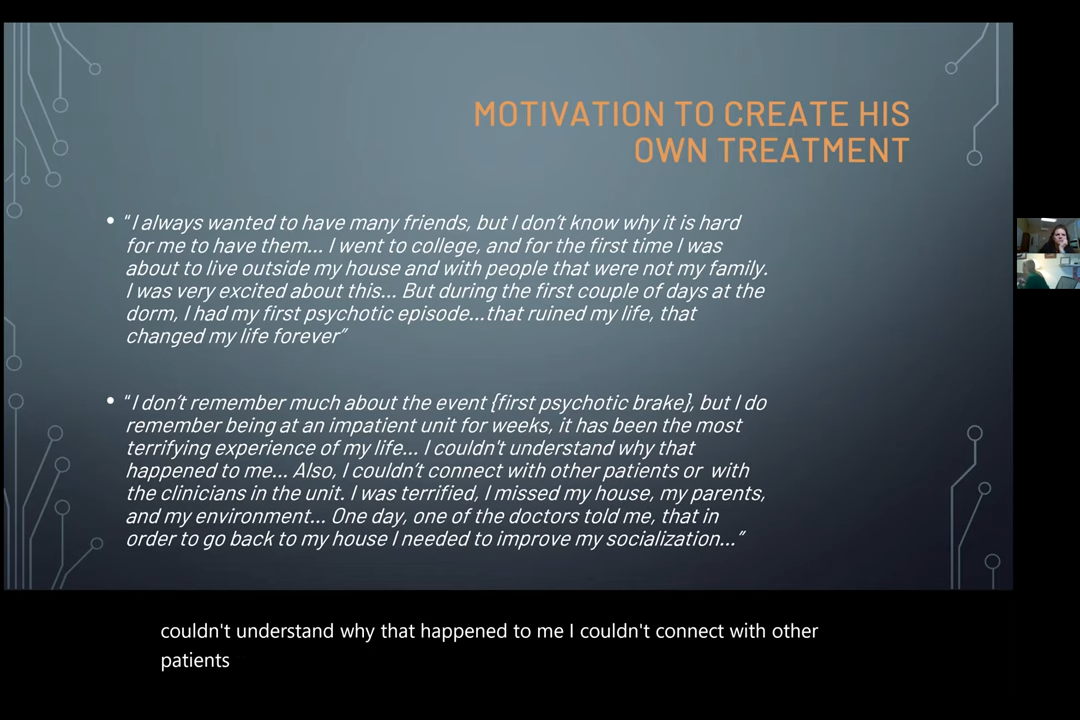 MOTIVATION TO CREATE HIS
OWN TREATMENT
• "I always wanted to have many friends, but I don't know why it is hard
for me to have them... I went to college, and for the first time I was
about to live outside my house and with people that were not my family.
I was very excited about this... But during the first couple of days at the
dorm, I had my first psychotic episode...that ruined my life, that
changed my life forever"
• "I don't remember much about the event {first psychotic brake}, but I do
remember being at an impatient unit for weeks, it has been the most
terrifying experience of my life... I couldn't understand why that
happened to me... Also, I couldn't connect with other patients or with
the clinicians in the unit. I was terrified, I missed my house, my parents,
and my environment... One day, one of the doctors told me, that in
order to go back to my house I needed to improve my socialization..."
couldn't understand why that happened to me I couldn't connect with other
patients